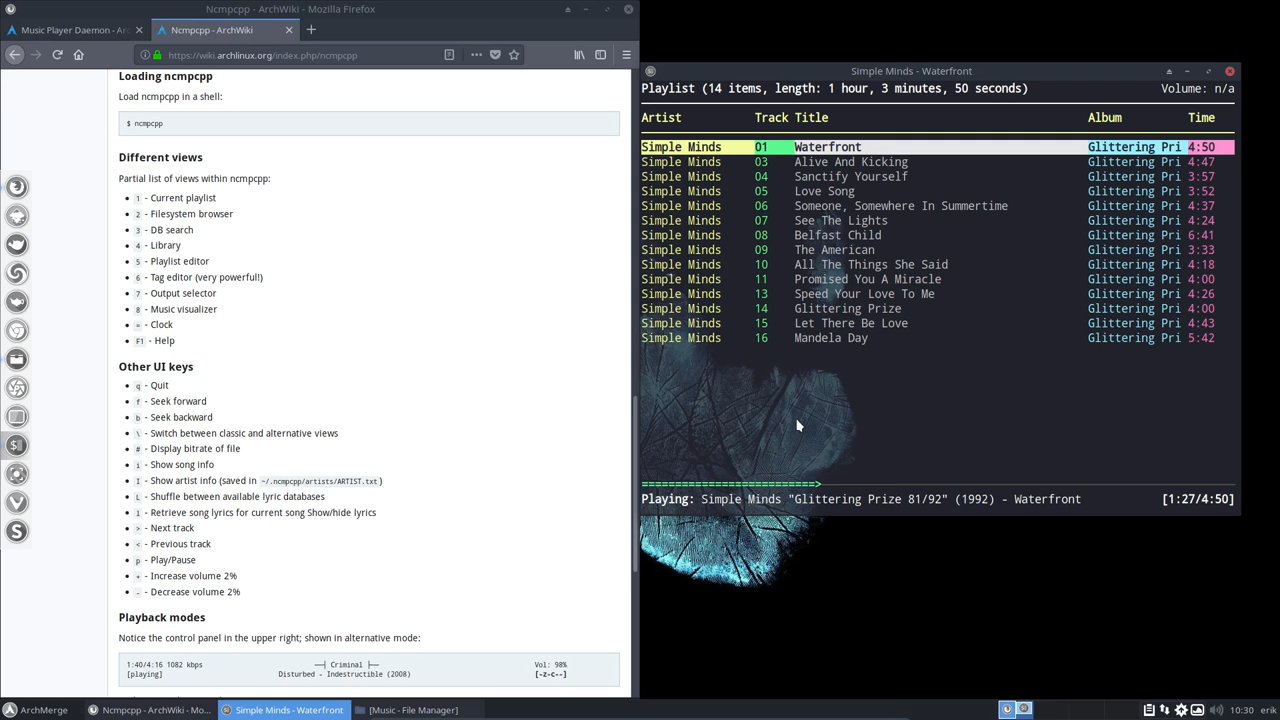 Ncmpcpp - ArchWiki - Mozilla Firefox
Music Player Daemon - Arc
Ncmpcpp - ArchWiki
https://wiki.archlinux.org/index.php/ncmpcpp
Loading ncmpcpp
Load ncmpcpp in a shell:
$ ncmpcpp
Different views
Partial list of views within ncmpcpp:
1 - Current playlist
2 - Filesystem browser
3 - DB search
4 - Library
5 - Playlist editor
6 - Tag editor (very powerful!)
7 - Output selector
8 - Music visualizer
= - Clock
F1 - Help
Other UI keys
q - Quit
f - Seek forward
b - Seek backward
\ - Switch between classic and alternative views
# - Display bitrate of file
i - Show song info
I - Show artist info (saved in ~/.ncmpcpp/artists/ARTIST.txt)
L - Shuffle between available lyric databases
l - Retrieve song lyrics for current song Show/hide lyrics
> - Next track
< - Previous track
p - Play/Pause
+ - Increase volume 2%
- - Decrease volume 2%
Playback modes
Notice the control panel in the upper right; shown in alternative mode:
1:40/4:16 1082 kbps ──┤ Criminal ├── Vol: 98%
[playing] Disturbed - Indestructible (2008) [-z-c--]
Simple Minds - Waterfront
Playlist (14 items, length: 1 hour, 3 minutes, 50 seconds) Volume: n/a
Artist Track Title Album Time
Simple Minds 01 Waterfront Glittering Pri 4:50
Simple Minds 03 Alive And Kicking Glittering Pri 4:47
Simple Minds 04 Sanctify Yourself Glittering Pri 3:57
Simple Minds 05 Love Song Glittering Pri 3:52
Simple Minds 06 Someone, Somewhere In Summertime Glittering Pri 4:37
Simple Minds 07 See The Lights Glittering Pri 4:24
Simple Minds 08 Belfast Child Glittering Pri 6:41
Simple Minds 09 The American Glittering Pri 3:33
Simple Minds 10 All The Things She Said Glittering Pri 4:18
Simple Minds 11 Promised You A Miracle Glittering Pri 4:00
Simple Minds 13 Speed Your Love To Me Glittering Pri 4:26
Simple Minds 14 Glittering Prize Glittering Pri 4:00
Simple Minds 15 Let There Be Love Glittering Pri 4:43
Simple Minds 16 Mandela Day Glittering Pri 5:42
Playing: Simple Minds "Glittering Prize 81/92" (1992) - Waterfront [1:27/4:50]
ArchMerge
Ncmpcpp - ArchWiki - Mo...
Simple Minds - Waterfront
[Music - File Manager]
10:30 erik